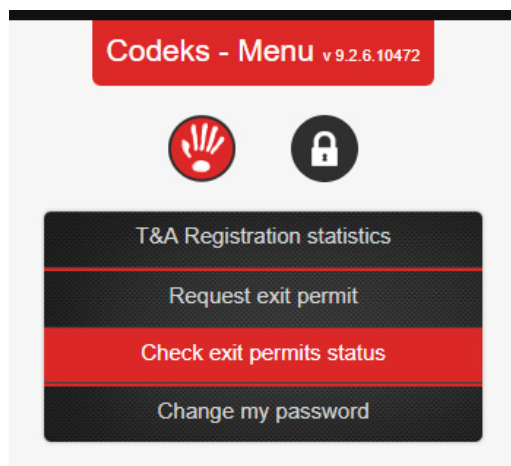 Codeks - Menu v 9.2.6.10472
T&A Registration statistics
Request exit permit
Check exit permits status
Change my password